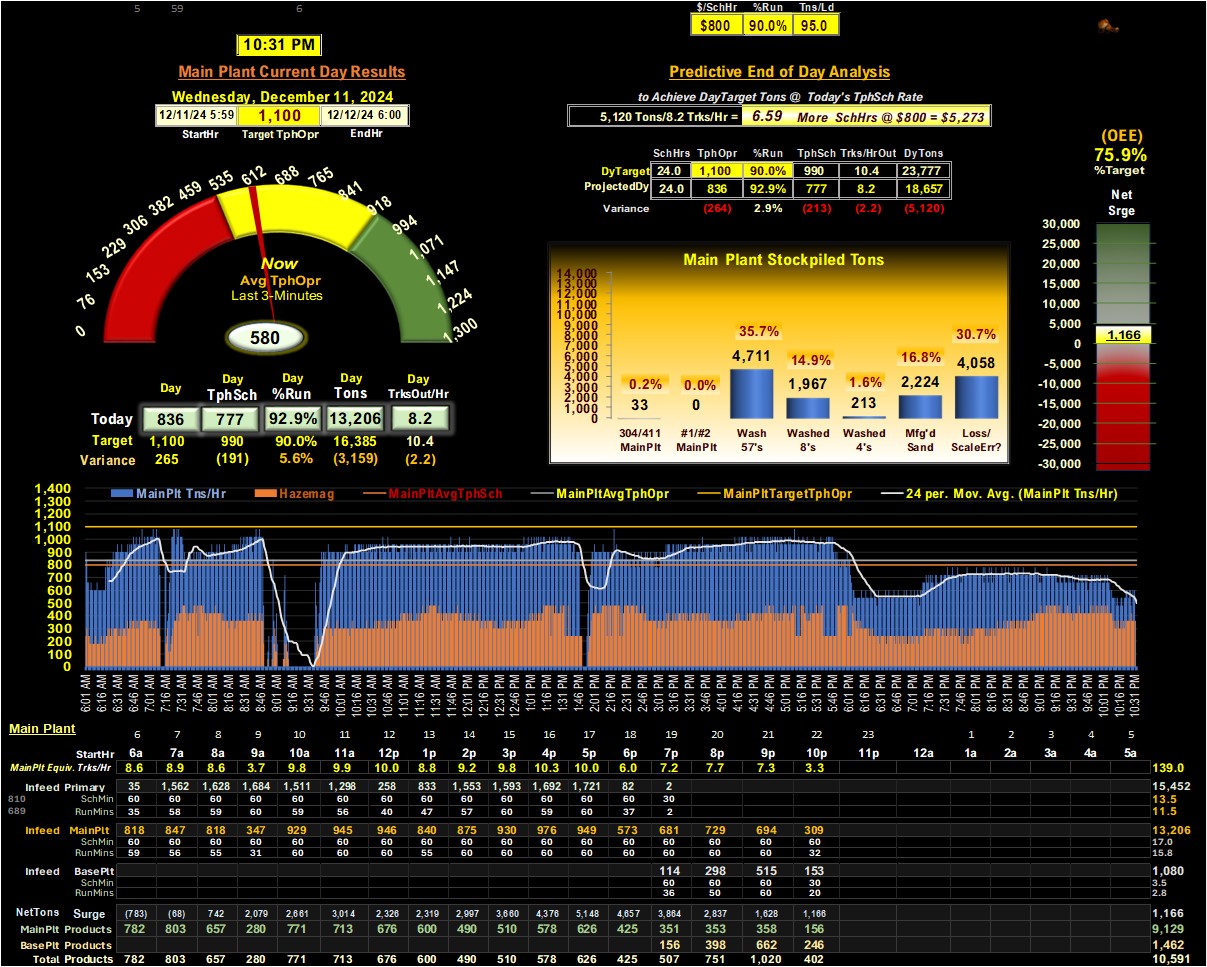 5 59 6
$/SchHr %Run Tns/Ld
$800 90.0% 95.0
10:31 PM
Main Plant Current Day Results
Wednesday, December 11, 2024
12/11/24 5:59 1,100 12/12/24 6:00
StartHr Target TphOpr EndHr
Predictive End of Day Analysis
to Achieve DayTarget Tons @ Today's TphSch Rate
5,120 Tons/8.2 Trks/Hr = 6.59 More SchHrs @ $800 = $5,273
SchHrs TphOpr %Run TphSch Trks/HrOut DyTons
DyTarget 24.0 1,100 90.0% 990 10.4 23,777
ProjectedDy 24.0 836 92.9% 777 8.2 18,657
Variance (264) 2.9% (213) (2.2) (5,120)
(OEE)
75.9%
%Target
Net
Srge
30,000
25,000
20,000
15,000
10,000
5,000
1,166
0
-5,000
-10,000
-15,000
-20,000
-25,000
-30,000
0 76 153 229 306 382 459 535 612 688 765 841 918 994 1,071 1,147 1,224 1,300
Now
Avg TphOpr
Last 3-Minutes
580
Day Day TphSch Day %Run Day Tons Day TrksOut/Hr
Today 836 777 92.9% 13,206 8.2
Target 1,100 990 90.0% 16,385 10.4
Variance 265 (191) 5.6% (3,159) (2.2)
Main Plant Stockpiled Tons
14,000
13,000
12,000
11,000
10,000
9,000
8,000
7,000
6,000
5,000
4,000
3,000
2,000
1,000
0
0.2% 0.0% 35.7% 14.9% 1.6% 16.8% 30.7%
33 0 4,711 1,967 213 2,224 4,058
304/411 #1/#2 Wash Washed Washed Mfg'd Loss/
MainPlt MainPlt 57's 8's 4's Sand ScaleErr?
MainPlt Tns/Hr Hazemag MainPltAvgTphSch MainPltAvgTphOpr MainPltTargetTphOpr 24 per. Mov. Avg. (MainPlt Tns/Hr)
1,400
1,300
1,200
1,100
1,000
900
800
700
600
500
400
300
200
100
0
6:01 AM 6:16 AM 6:31 AM 6:46 AM 7:01 AM 7:16 AM 7:31 AM 7:46 AM 8:01 AM 8:16 AM 8:31 AM 8:46 AM 9:01 AM 9:16 AM 9:31 AM 9:46 AM 10:01 AM 10:16 AM 10:31 AM 10:46 AM 11:01 AM 11:16 AM 11:31 AM 11:46 AM 12:01 PM 12:16 PM 12:31 PM 12:46 PM 1:01 PM 1:16 PM 1:31 PM 1:46 PM 2:01 PM 2:16 PM 2:31 PM 2:46 PM 3:01 PM 3:16 PM 3:31 PM 3:46 PM 4:01 PM 4:16 PM 4:31 PM 4:46 PM 5:01 PM 5:16 PM 5:31 PM 5:46 PM 6:01 PM 6:16 PM 6:31 PM 6:46 PM 7:01 PM 7:16 PM 7:31 PM 7:46 PM 8:01 PM 8:16 PM 8:31 PM 8:46 PM 9:01 PM 9:16 PM 9:31 PM 9:46 PM 10:01 PM 10:16 PM 10:31 PM
Main Plant 6 7 8 9 10 11 12 13 14 15 16 17 18 19 20 21 22 23 1 2 3 4 5
StartHr 6a 7a 8a 9a 10a 11a 12p 1p 2p 3p 4p 5p 6p 7p 8p 9p 10p 11p 12a 1a 2a 3a 4a 5a
MainPlt Equiv. Trks/Hr 8.6 8.9 8.6 3.7 9.8 9.9 10.0 8.8 9.2 9.8 10.3 10.0 6.0 7.2 7.7 7.3 3.3 139.0
Infeed Primary 35 1,562 1,628 1,684 1,511 1,298 258 833 1,553 1,593 1,692 1,721 82 2 15,452
810 SchMin 60 60 60 60 60 60 60 60 60 60 60 60 60 30 13.5
689 RunMins 35 58 59 60 59 56 40 47 57 60 59 60 37 2 11.5
Infeed MainPlt 818 847 818 347 929 945 946 840 875 930 976 949 573 681 729 694 309 13,206
SchMin 60 60 60 60 60 60 60 60 60 60 60 60 60 60 60 60 60 17.0
RunMins 59 56 55 31 60 60 60 55 60 60 60 60 60 60 60 60 32 15.8
Infeed BasePlt 114 298 515 153 1,080
SchMin 60 60 60 30 3.5
RunMins 36 50 60 20 2.8
NetTons Surge (783) (68) 742 2,079 2,661 3,014 2,326 2,319 2,997 3,660 4,376 5,148 4,657 3,864 2,837 1,628 1,166 1,166
MainPlt Products 782 803 657 280 771 713 676 600 490 510 578 626 425 351 353 358 156 9,129
BasePlt Products 156 398 662 246 1,462
Total Products 782 803 657 280 771 713 676 600 490 510 578 626 425 507 751 1,020 402 10,591